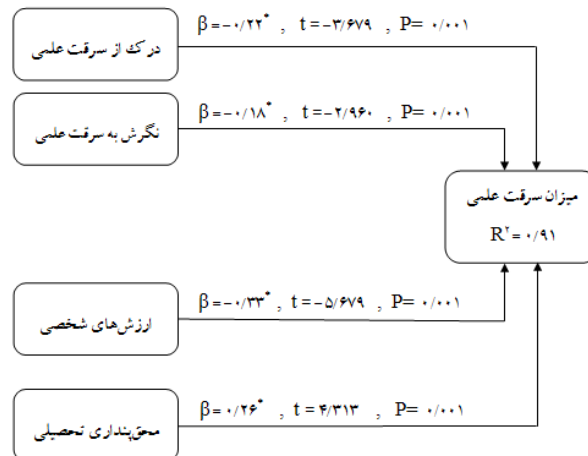 β=-۰/۲۲* , t=-۳/۶۷۹ , P= ۰/۰۰۱
درک از سرقت علمی
β=-۰/۱۸* , t=-۲/۹۶۰ , P= ۰/۰۰۱
نگرش به سرقت علمی
میزان سرقت علمی
R۲=۰/۹۱
β=-۰/۳۳* , t=-۵/۶۷۹ , P= ۰/۰۰۱
ارزش‌های شخصی
β=۰/۲۶* , t=۴/۳۱۳ , P= ۰/۰۰۱
محق‌پنداری تحصیلی